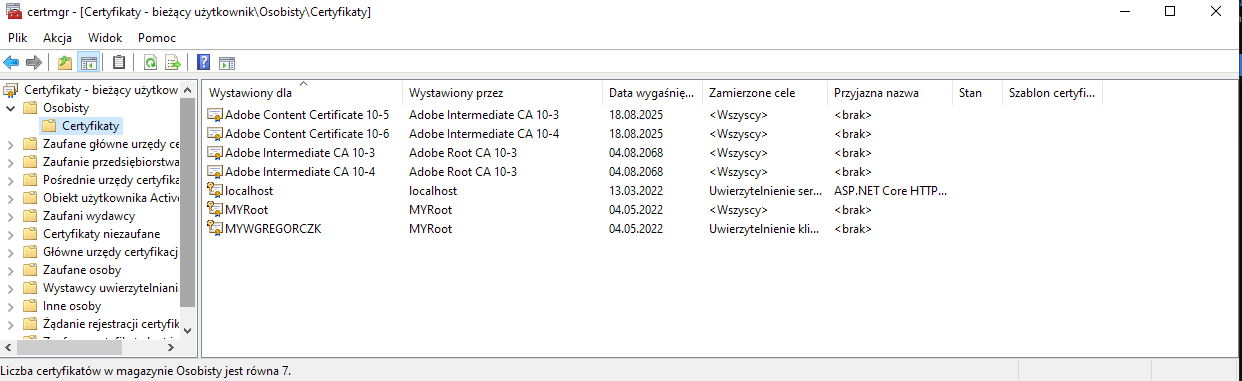 certmgr - [Certyfikaty - bieżący użytkownik\Osobisty\Certyfikaty]
Plik Akcja Widok Pomoc
Certyfikaty - bieżący użytkow
Osobisty
Certyfikaty
Zaufane główne urzędy ce
Zaufanie przedsiębiorstwa
Pośrednie urzędy certyfika
Obiekt użytkownika Active
Zaufani wydawcy
Certyfikaty niezaufane
Główne urzędy certyfikacj
Zaufane osoby
Wystawcy uwierzytelniani
Inne osoby
Żądanie rejestracji certyfik
Wystawiony dla Wystawiony przez Data wygaśnię... Zamierzone cele Przyjazna nazwa Stan Szablon certyfi...
Adobe Content Certificate 10-5 Adobe Intermediate CA 10-3 18.08.2025 <Wszyscy> <brak>
Adobe Content Certificate 10-6 Adobe Intermediate CA 10-4 18.08.2025 <Wszyscy> <brak>
Adobe Intermediate CA 10-3 Adobe Root CA 10-3 04.08.2068 <Wszyscy> <brak>
Adobe Intermediate CA 10-4 Adobe Root CA 10-3 04.08.2068 <Wszyscy> <brak>
localhost localhost 13.03.2022 Uwierzytelnienie ser... ASP.NET Core HTTP...
MYRoot MYRoot 04.05.2022 <Wszyscy> <brak>
MYWGREGORCZK MYRoot 04.05.2022 Uwierzytelnienie kli... <brak>
Liczba certyfikatów w magazynie Osobisty jest równa 7.